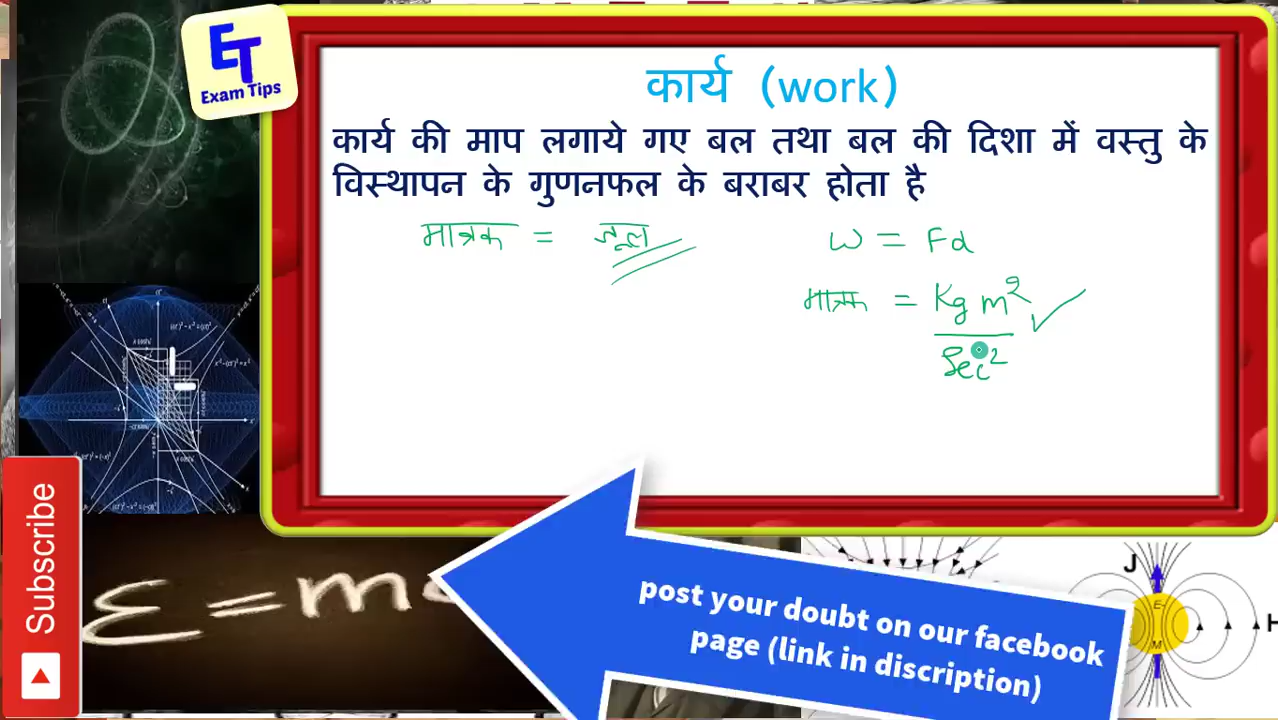 ET
Exam Tips
कार्य (work)
कार्य की माप लगाये गए बल तथा बल की दिशा में वस्तु के
विस्थापन के गुणनफल के बराबर होता है
मात्रक = जूल
W = Fd
मात्रक = Kg m²
Sec²
Subscribe
E = m
post your doubt on our facebook
page (link in discription)
J
E
M
H